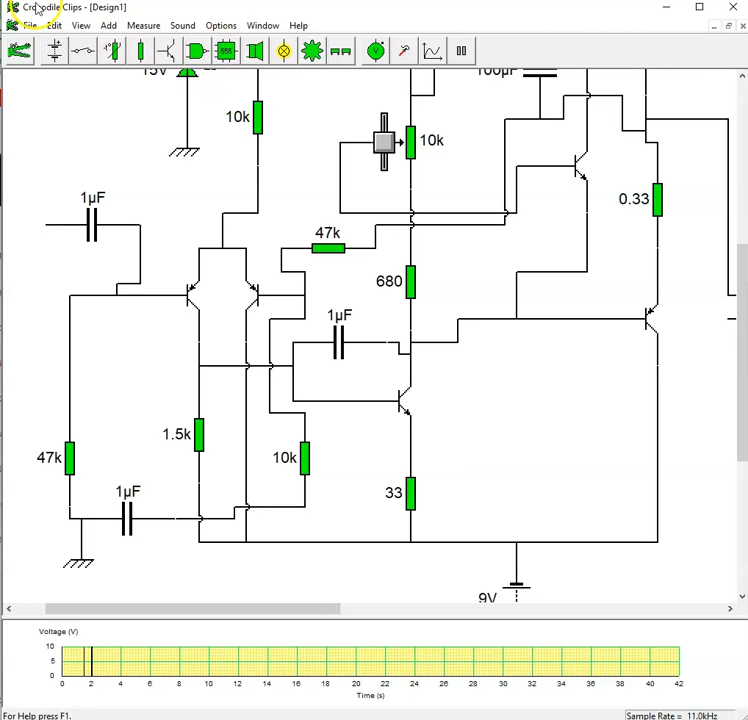 Crocodile Clips - [Design1]
File Edit View Add Measure Sound Options Window Help
555
V
15V
100µF
10k
10k
1µF
0.33
47k
680
1µF
1.5k
47k
10k
1µF
33
9V
Voltage (V)
10
5
0
0 2 4 6 8 10 12 14 16 18 20 22 24 26 28 30 32 34 36 38 40 42
Time (s)
For Help press F1.
Sample Rate = 11.0kHz